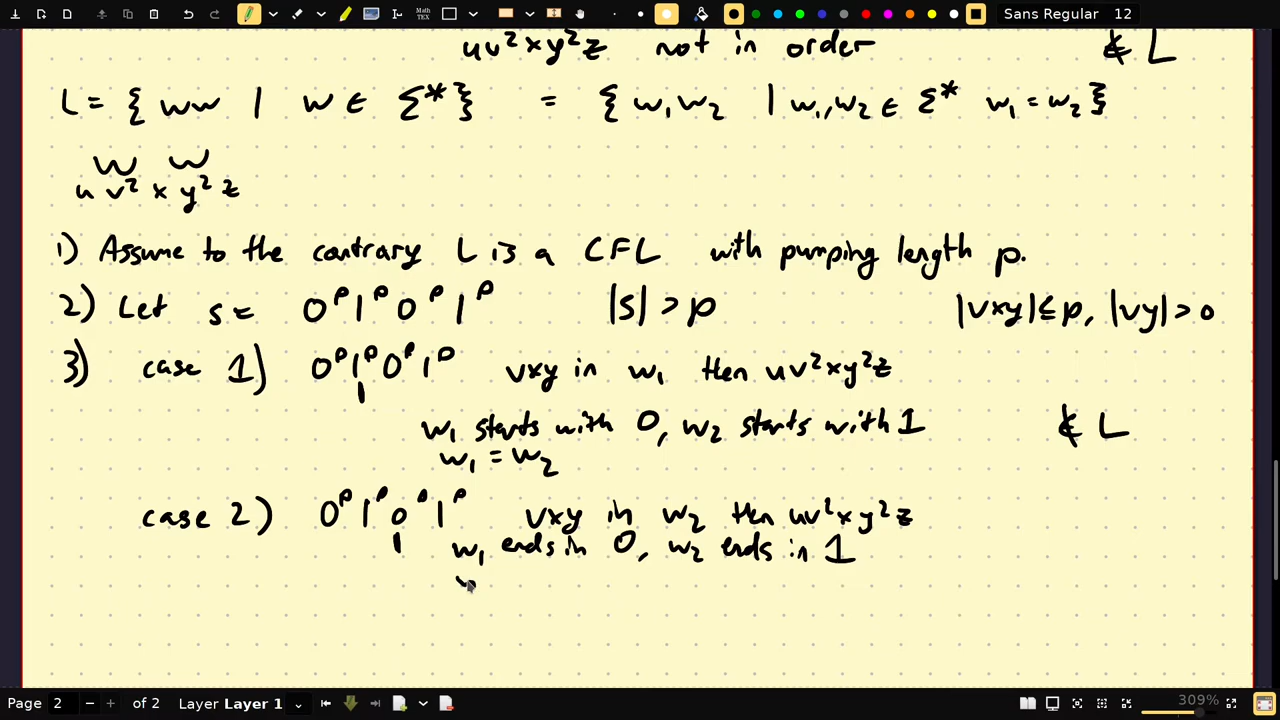 Sans Regular 12
uv²xy²z not in order ∉ L
L = { ww | w ∈ Σ* } = { w₁w₂ | w₁,w₂ ∈ Σ* w₁ = w₂ }
w w
u v² x y² z
1) Assume to the contrary L is a CFL with pumping length p.
2) Let s = 0ᵖ1ᵖ0ᵖ1ᵖ |s| > p |vxy| ≤ p, |vy| > 0
3) case 1) 0ᵖ1ᵖ0ᵖ1ᵖ vxy in w₁ then uv²xy²z
w₁ starts with 0, w₂ starts with 1 ∉ L
w₁ = w₂
case 2) 0ᵖ1ᵖ0ᵖ1ᵖ vxy in w₂ then uv²xy²z
w₁ ends in 0, w₂ ends in 1
w
Page 2 of 2 Layer Layer 1 309%